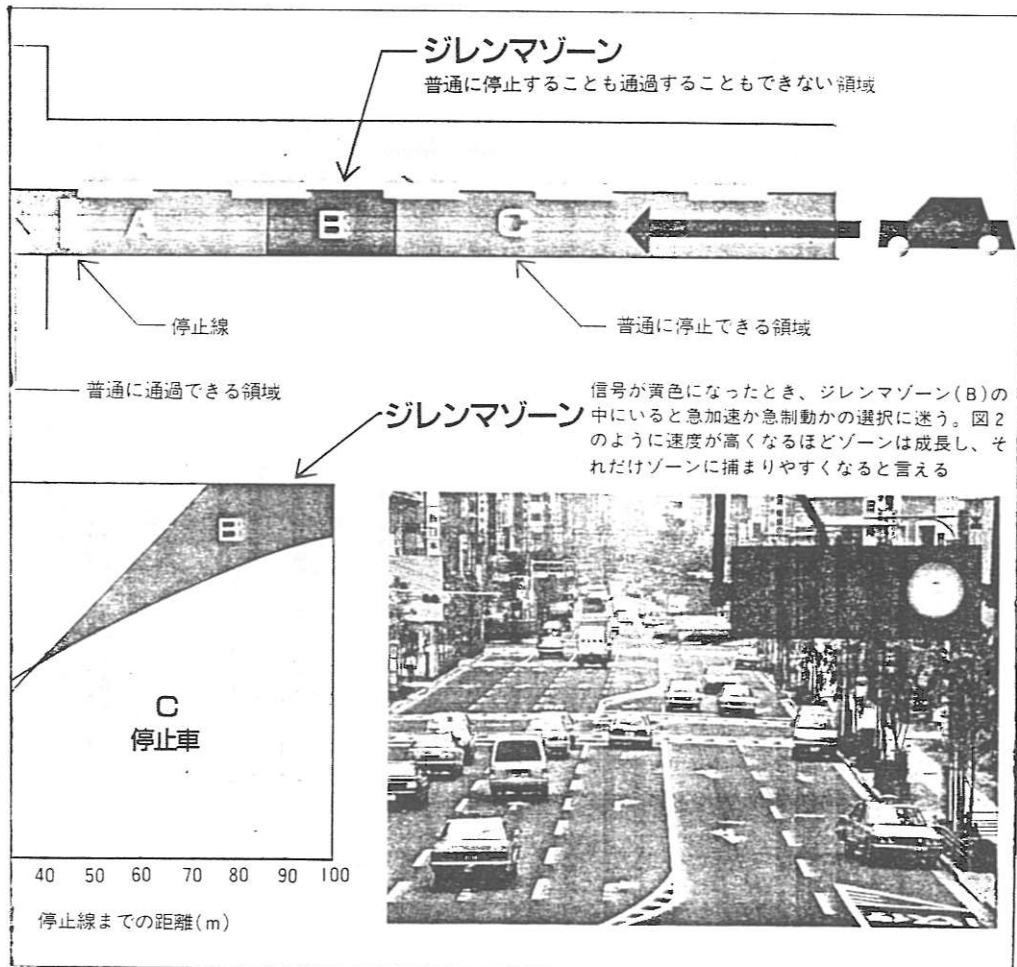 ジレンマゾーン
普通に停止することも通過することもできない領域
A
B
C
停止線
普通に停止できる領域
普通に通過できる領域
ジレンマゾーン
信号が黄色になったとき、ジレンマゾーン(B)の
中にいると急加速か急制動かの選択に迷う。図2
のように速度が高くなるほどゾーンは成長し、そ
れだけゾーンに捕まりやすくなると言える
B
C
停止車
40 50 60 70 80 90 100
停止線までの距離(m)